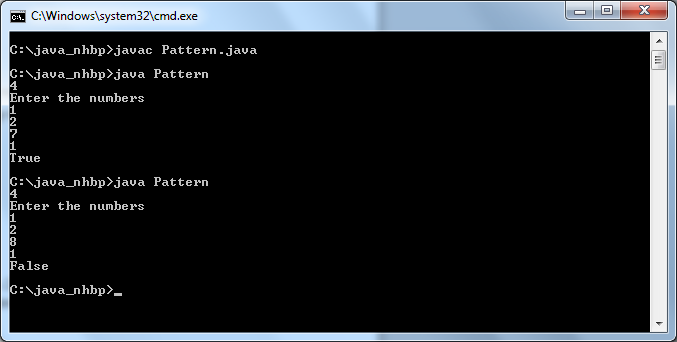 C:\Windows\system32\cmd.exe
C:\java_nhbp>javac Pattern.java
C:\java_nhbp>java Pattern
4
Enter the numbers
1
2
7
1
True
C:\java_nhbp>java Pattern
4
Enter the numbers
1
2
8
1
False
C:\java_nhbp>_